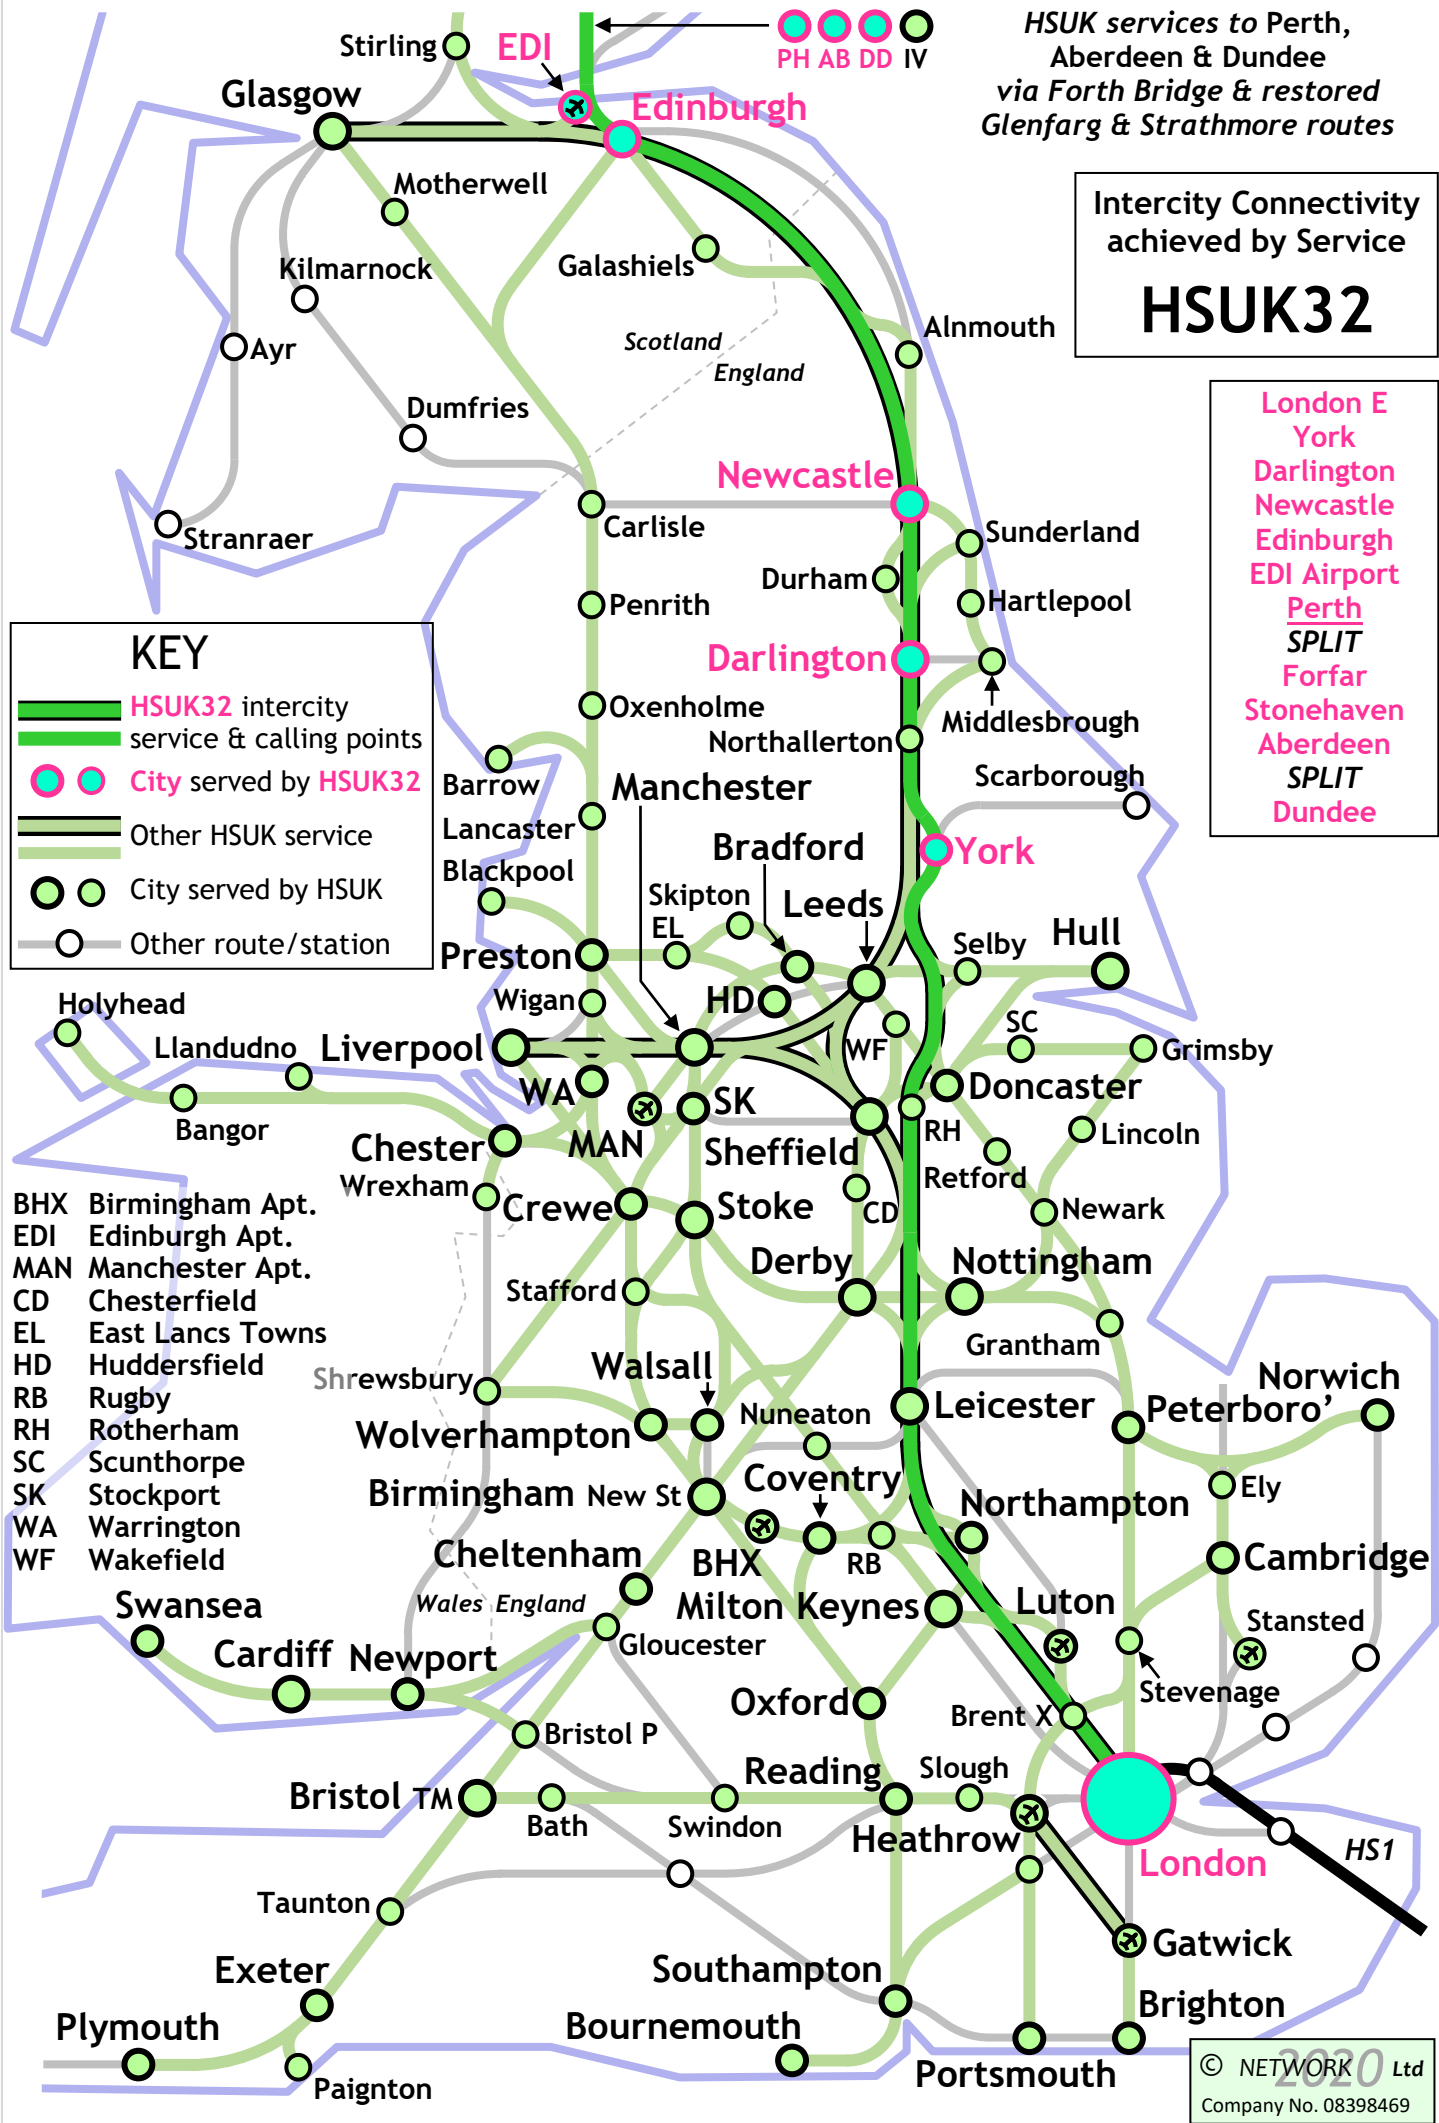 HSUK services to Perth,
Aberdeen & Dundee
via Forth Bridge & restored
Glenfarg & Strathmore routes
PH AB DD IV
Stirling
EDI
Glasgow
Edinburgh
Motherwell
Intercity Connectivity
achieved by Service
HSUK32
Kilmarnock
Galashiels
Ayr
Scotland
England
Alnmouth
Dumfries
London E
York
Darlington
Newcastle
Edinburgh
EDI Airport
Perth
SPLIT
Forfar
Stonehaven
Aberdeen
SPLIT
Dundee
Newcastle
Stranraer
Carlisle
Sunderland
Durham
Penrith
Hartlepool
KEY
HSUK32 intercity
service & calling points
City served by HSUK32
Other HSUK service
City served by HSUK
Other route/station
Darlington
Oxenholme
Middlesbrough
Northallerton
Barrow
Manchester
Scarborough
Lancaster
Bradford
York
Blackpool
Skipton
EL
Leeds
Preston
Selby
Hull
Wigan
HD
Holyhead
Llandudno
Liverpool
WF
SC
Grimsby
WA
SK
Doncaster
Bangor
Chester
MAN
Sheffield
RH
Lincoln
Wrexham
Retford
Crewe
Stoke
CD
Newark
BHX Birmingham Apt.
EDI Edinburgh Apt.
MAN Manchester Apt.
CD Chesterfield
EL East Lancs Towns
HD Huddersfield
RB Rugby
RH Rotherham
SC Scunthorpe
SK Stockport
WA Warrington
WF Wakefield
Derby
Nottingham
Stafford
Grantham
Shrewsbury
Walsall
Norwich
Nuneaton
Leicester
Peterboro'
Wolverhampton
Coventry
Birmingham New St
Ely
Northampton
Cheltenham
BHX
RB
Cambridge
Wales England
Milton Keynes
Luton
Swansea
Stansted
Gloucester
Cardiff
Newport
Stevenage
Oxford
Brent X
Bristol P
Reading
Slough
Bristol TM
Bath
Swindon
Heathrow
HS1
London
Taunton
Gatwick
Exeter
Southampton
Brighton
Plymouth
Bournemouth
Portsmouth
Paignton
© NETWORK 2020 Ltd
Company No. 08398469